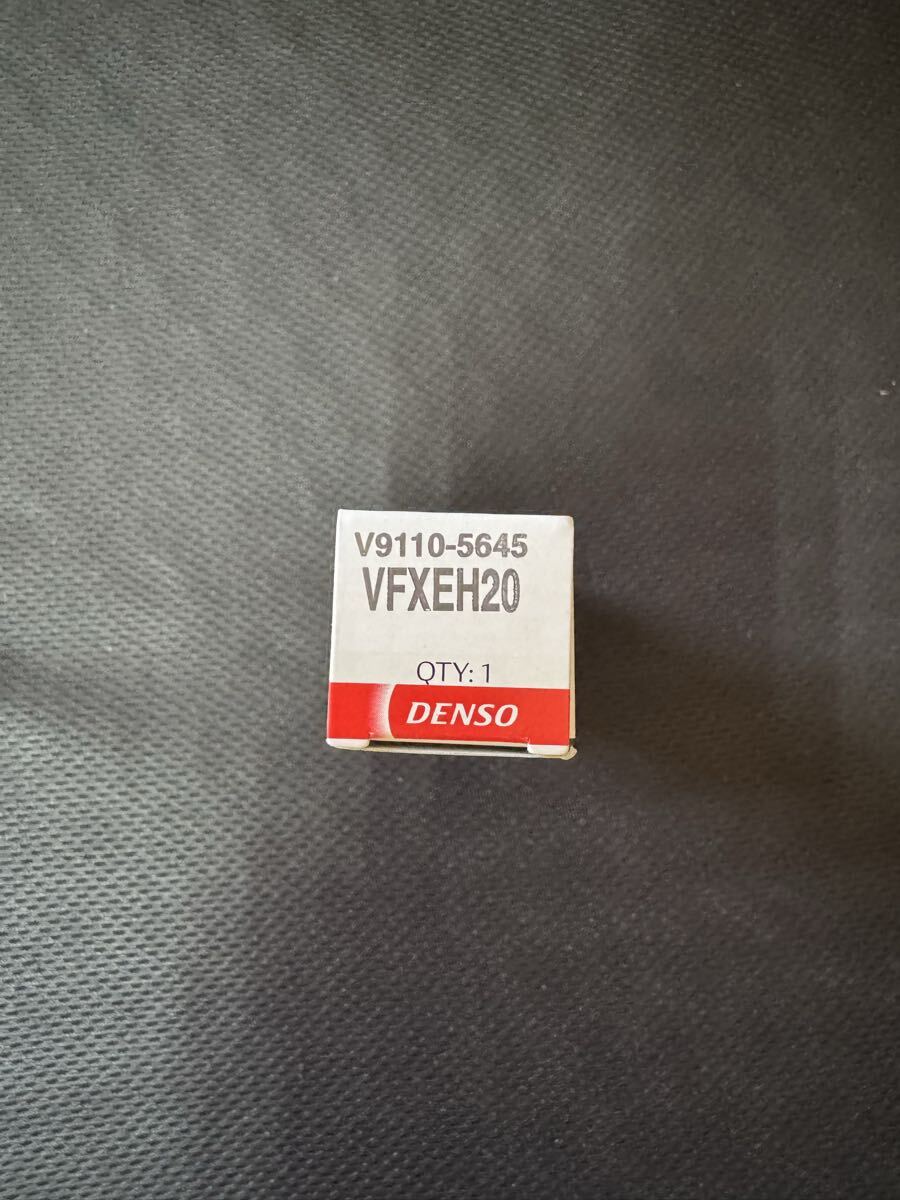 V9110-5645
VFXEH20
QTY: 1
DENSO